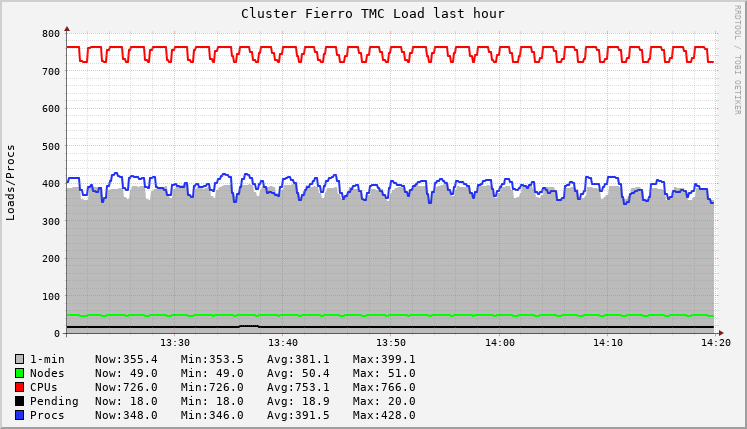 Cluster Fierro TMC Load last hour
RRDTOOL / TOBI OETIKER
Loads/Procs
800
700
600
500
400
300
200
100
0
13:30 13:40 13:50 14:00 14:10 14:20
1-min Now:355.4 Min:353.5 Avg:381.1 Max:399.1
Nodes Now: 49.0 Min: 49.0 Avg: 50.4 Max: 51.0
CPUs Now:726.0 Min:726.0 Avg:753.1 Max:766.0
Pending Now: 18.0 Min: 18.0 Avg: 18.9 Max: 20.0
Procs Now:348.0 Min:346.0 Avg:391.5 Max:428.0